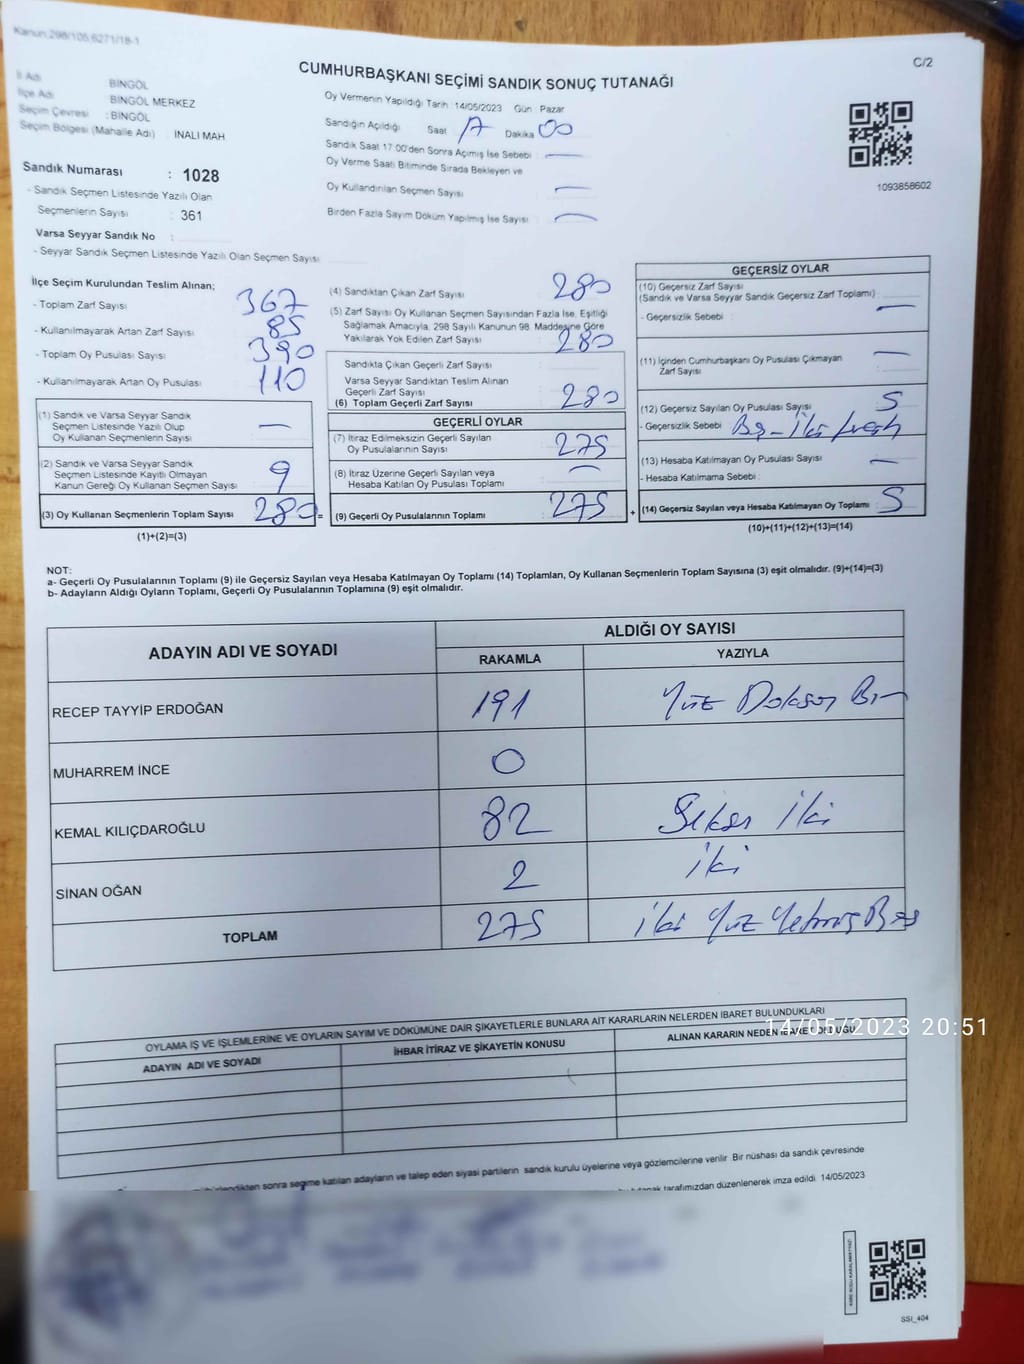 Kanun:298/105,6271/18-1
C/2
CUMHURBAŞKANI SEÇİMİ SANDIK SONUÇ TUTANAĞI
İl Adı BİNGÖL
İlçe Adı BİNGÖL MERKEZ
Seçim Çevresi : BİNGÖL
Seçim Bölgesi (Mahalle Adı) İNALI MAH
Oy Vermenin Yapıldığı Tarih 14/05/2023 Gün Pazar
Sandığın Açıldığı Saat 17 Dakika 00
Sandık Saat 17 00'den Sonra Açımış İse Sebebi
Oy Verme Saati Bitiminde Sırada Bekleyen ve
Oy Kullandırılan Seçmen Sayısı
Birden Fazla Sayım Döküm Yapılmış İse Sayısı
1093858602
Sandık Numarası : 1028
- Sandık Seçmen Listesinde Yazılı Olan
Seçmenlerin Sayısı : 361
Varsa Seyyar Sandık No :
- Seyyar Sandık Seçmen Listesinde Yazılı Olan Seçmen Sayısı
İlçe Seçim Kurulundan Teslim Alınan;
- Toplam Zarf Sayısı 367
- Kullanılmayarak Artan Zarf Sayısı 85
- Toplam Oy Pusulası Sayısı 390
- Kullanılmayarak Artan Oy Pusulası 110
(1) Sandık ve Varsa Seyyar Sandık
Seçmen Listesinde Yazılı Olup
Oy Kullanan Seçmenlerin Sayısı
(2) Sandık ve Varsa Seyyar Sandık
Seçmen Listesinde Kayıtlı Olmayan
Kanun Gereği Oy Kullanan Seçmen Sayısı 9
(3) Oy Kullanan Seçmenlerin Toplam Sayısı 280 =
(1)+(2)=(3)
(4) Sandıktan Çıkan Zarf Sayısı 280
(5) Zarf Sayısı Oy Kullanan Seçmen Sayısından Fazla İse, Eşitliği
Sağlamak Amacıyla, 298 Sayılı Kanunun 98. Maddesine Göre
Yakılarak Yok Edilen Zarf Sayısı 280
Sandıkta Çıkan Geçerli Zarf Sayısı
Varsa Seyyar Sandıktan Teslim Alınan
Geçerli Zarf Sayısı
(6) Toplam Geçerli Zarf Sayısı 280
GEÇERLİ OYLAR
(7) İtiraz Edilmeksizin Geçerli Sayılan
Oy Pusulalarının Sayısı 275
(8) İtiraz Üzerine Geçerli Sayılan veya
Hesaba Katılan Oy Pusulası Toplamı
(9) Geçerli Oy Pusulalarının Toplamı 275 +
GEÇERSİZ OYLAR
(10) Geçersiz Zarf Sayısı
(Sandık ve Varsa Seyyar Sandık Geçersiz Zarf Toplamı)
- Geçersizlik Sebebi
(11) İçinden Cumhurbaşkanı Oy Pusulası Çıkmayan
Zarf Sayısı
(12) Geçersiz Sayılan Oy Pusulası Sayısı 5
- Geçersizlik Sebebi
(13) Hesaba Katılmayan Oy Pusulası Sayısı
- Hesaba Katılmama Sebebi
(14) Geçersiz Sayılan veya Hesaba Katılmayan Oy Toplamı 5
(10)+(11)+(12)+(13)=(14)
NOT:
a- Geçerli Oy Pusulalarının Toplamı (9) ile Geçersiz Sayılan veya Hesaba Katılmayan Oy Toplamı (14) Toplamları, Oy Kullanan Seçmenlerin Toplam Sayısına (3) eşit olmalıdır. (9)+(14)=(3)
b- Adayların Aldığı Oyların Toplamı, Geçerli Oy Pusulalarının Toplamına (9) eşit olmalıdır.
ADAYIN ADI VE SOYADI
ALDIĞI OY SAYISI
RAKAMLA YAZIYLA
RECEP TAYYİP ERDOĞAN 191 Yüz Doksan Bir
MUHARREM İNCE 0
KEMAL KILIÇDAROĞLU 82 Seksen İki
SİNAN OĞAN 2 İki
TOPLAM 275 İki Yüz Yetmiş Beş
14/05/2023 20:51
OYLAMA İŞ VE İŞLEMLERİNE VE OYLARIN SAYIM VE DÖKÜMÜNE DAİR ŞİKAYETLERLE BUNLARA AİT KARARLARIN NELERDEN İBARET BULUNDUKLARI
ADAYIN ADI VE SOYADI
İHBAR İTİRAZ VE ŞİKAYETİN KONUSU
ALINAN KARARIN NEDEN İBARET OLDUĞU
sonra seçime katılan adayların ve talep eden siyasi partilerin sandık kurulu üyelerine veya gözlemcilerine verilir Bir nüshası da sandık çevresinde
tutanak tarafımızdan düzenlenerek imza edildi 14/05/2023
SSI_404